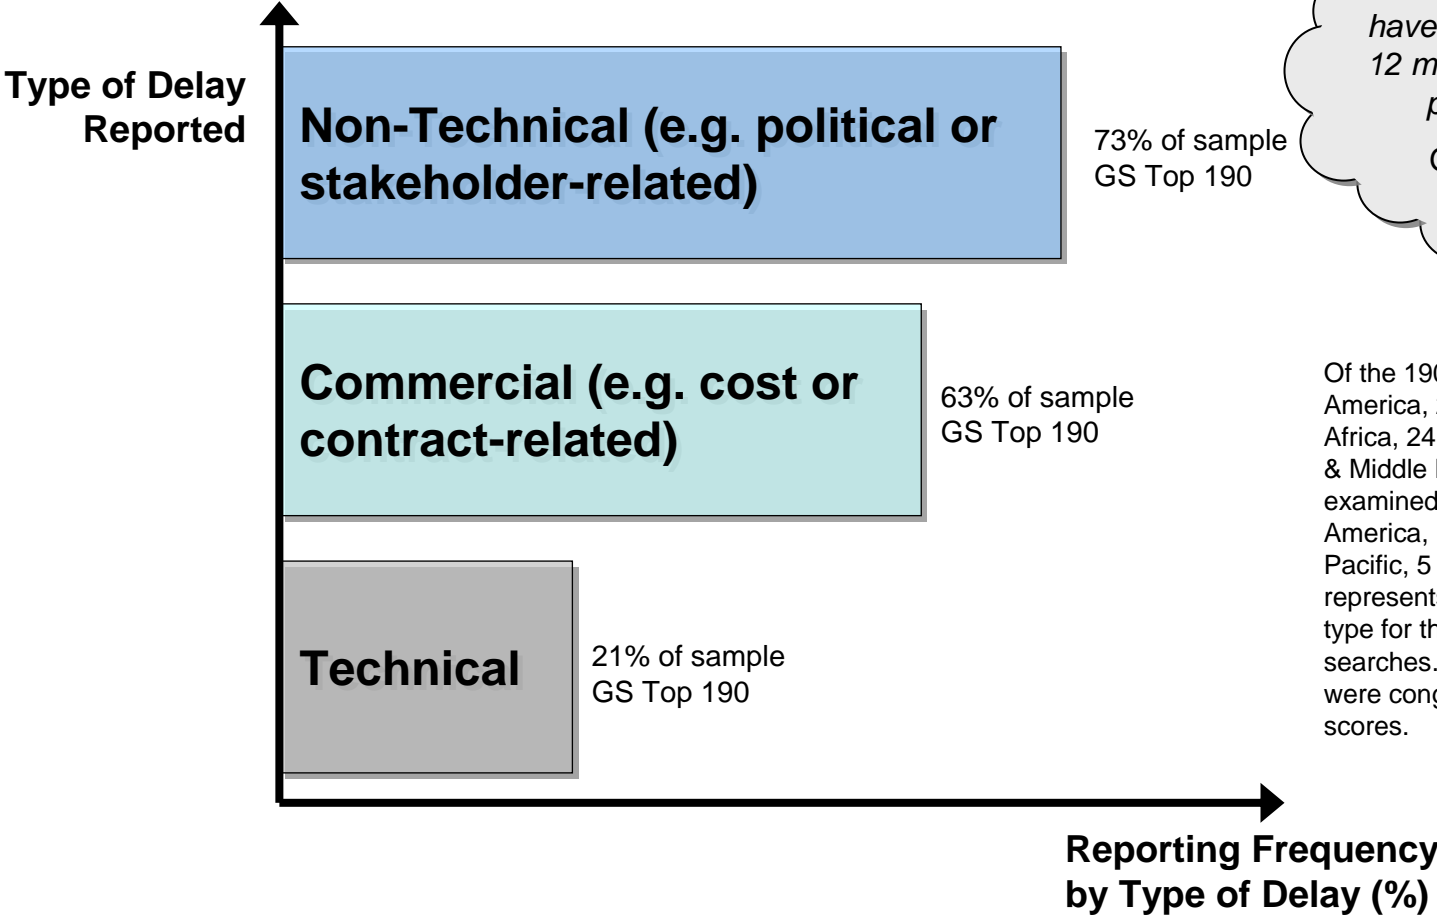 Type of Delay
Reported
Non-Technical (e.g. political or
stakeholder-related)
73% of sample
GS Top 190
Commercial (e.g. cost or
contract-related)
63% of sample
GS Top 190
Technical
21% of sample
GS Top 190
Reporting Frequency
by Type of Delay (%)
have
12 m
Of the 190
America,
Africa, 24
& Middle
examined
America,
Pacific, 5
represents
type for th
searches.
were cong
scores.